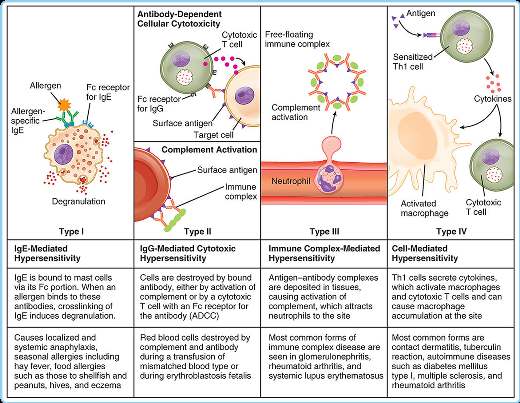 Allergen
Fc receptor
for IgE
Allergen-
specific
IgE
Degranulation
Type I
Antibody-Dependent
Cellular Cytotoxicity
Cytotoxic
T cell
Fc receptor
for IgG
Surface antigen
Target cell
Complement Activation
Surface antigen
Immune
complex
Type II
Free-floating
immune complex
Complement
activation
Neutrophil
Type III
Antigen
Sensitized
Th1 cell
Cytokines
Activated
macrophage
Cytotoxic
T cell
Type IV
IgE-Mediated
Hypersensitivity
IgG-Mediated Cytotoxic
Hypersensitivity
Immune Complex-Mediated
Hypersensitivity
Cell-Mediated
Hypersensitivity
IgE is bound to mast cells
via its Fc portion. When an
allergen binds to these
antibodies, crosslinking of
IgE induces degranulation.
Cells are destroyed by bound
antibody, either by activation of
complement or by a cytotoxic
T cell with an Fc receptor for
the antibody (ADCC)
Antigen–antibody complexes
are deposited in tissues,
causing activation of
complement, which attracts
neutrophils to the site
Th1 cells secrete cytokines,
which activate macrophages
and cytotoxic T cells and can
cause macrophage
accumulation at the site
Causes localized and
systemic anaphylaxis,
seasonal allergies including
hay fever, food allergies
such as those to shellfish and
peanuts, hives, and eczema
Red blood cells destroyed by
complement and antibody
during a transfusion of
mismatched blood type or
during erythroblastosis fetalis
Most common forms of
immune complex disease are
seen in glomerulonephritis,
rheumatoid arthritis, and
systemic lupus erythematosus
Most common forms are
contact dermatitis, tuberculin
reaction, autoimmune diseases
such as diabetes mellitus
type I, multiple sclerosis, and
rheumatoid arthritis